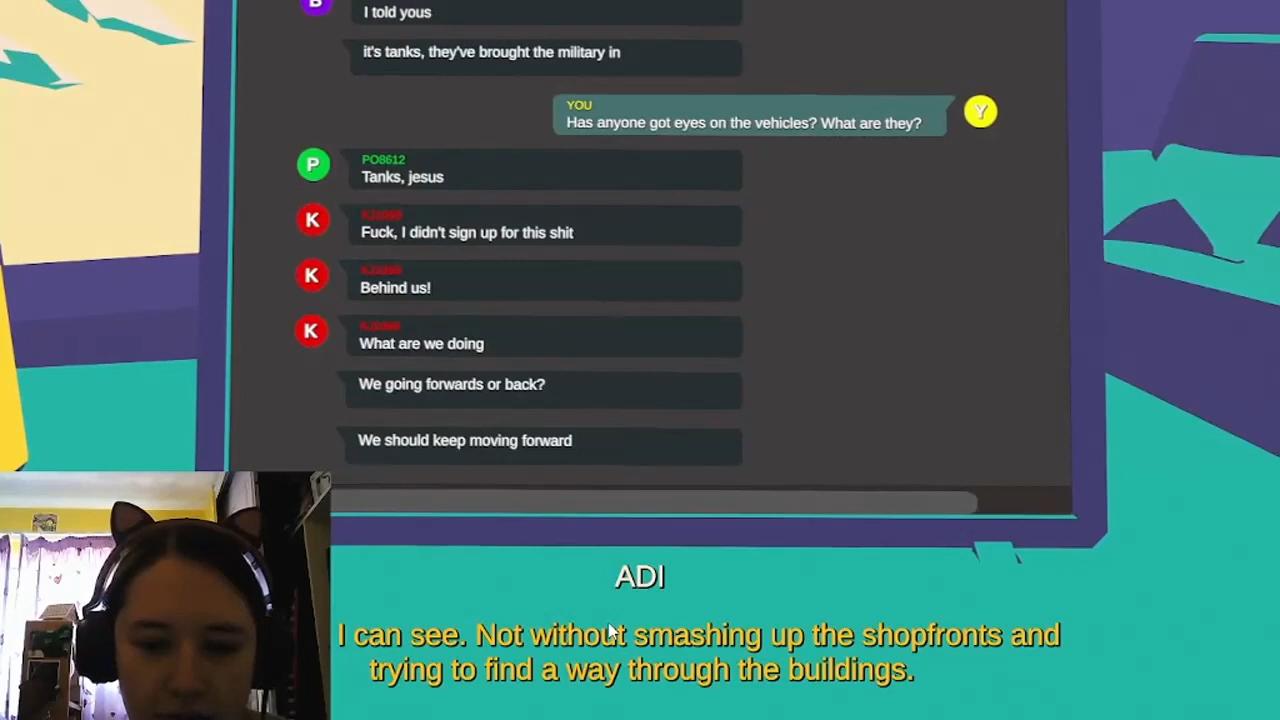 B
I told yous
it's tanks, they've brought the military in
YOU
Has anyone got eyes on the vehicles? What are they?
Y
P
PO8612
Tanks, jesus
K
Fuck, I didn't sign up for this shit
K
Behind us!
K
What are we doing
We going forwards or back?
We should keep moving forward
ADI
I can see. Not without smashing up the shopfronts and
trying to find a way through the buildings.